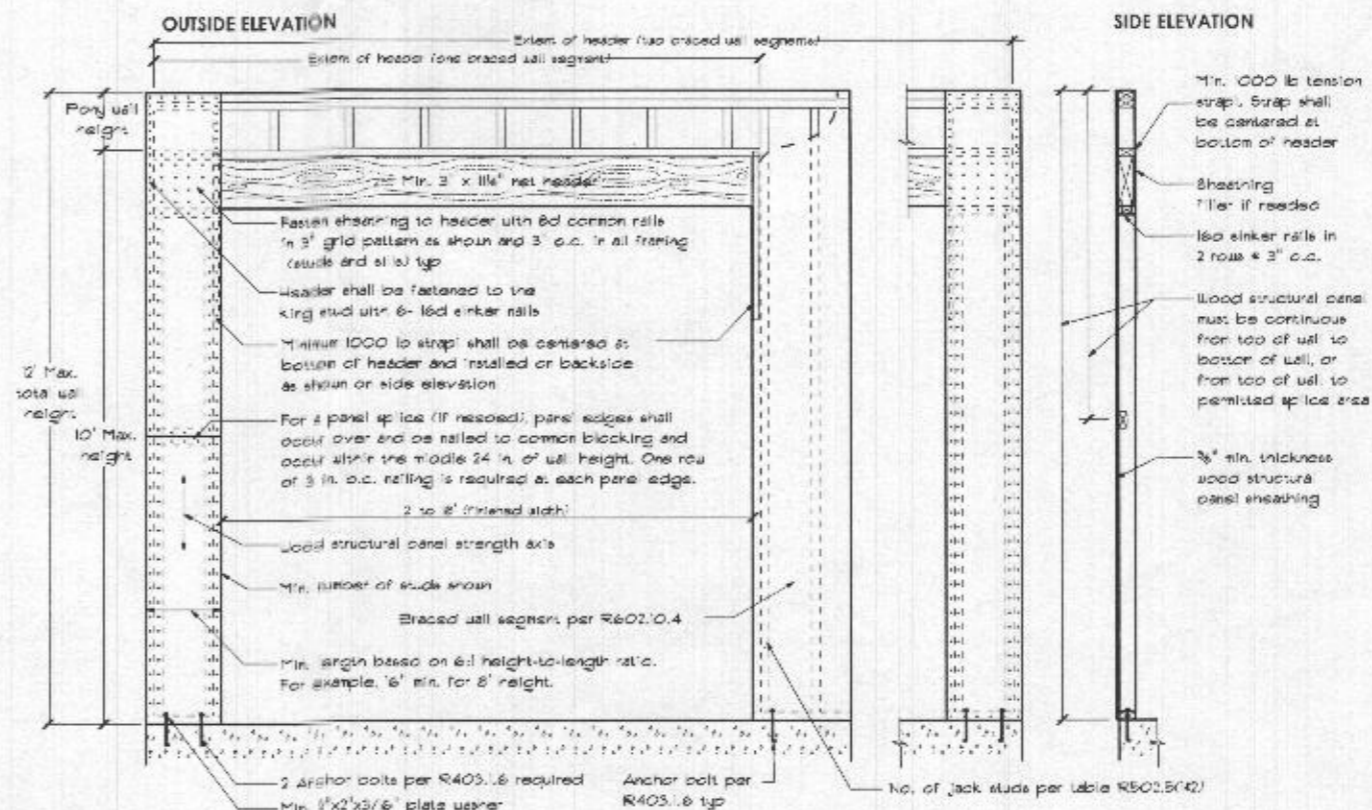 OUTSIDE ELEVATION
SIDE ELEVATION
Extent of header (two braced wall segments)
Extent of header (one braced wall segment)
Pony wall
height
12' Max.
total wall
height
10' Max.
height
Min. 3" x 11¼" net header
Fasten sheathing to header with 8d common nails
in 3" grid pattern as shown and 3" o.c. in all framing
(studs and sills) typ
Header shall be fastened to the
king stud with 6- 16d sinker nails
Minimum 1000 lb strap shall be centered at
bottom of header and installed on backside
as shown on side elevation
For a panel splice (if needed), panel edges shall
occur over and be nailed to common blocking and
occur within the middle 24 in. of wall height. One row
of 3 in. o.c. nailing is required at each panel edge.
2' to 18' (finished width)
Wood structural panel strength axis
Min. number of studs shown
Braced wall segment per R602.10.4
Min. length based on 6:1 height-to-length ratio.
For example, 16" min. for 8' height.
2 Anchor bolts per R403.1.6 required
Min. 2"x2"x3/16" plate washer
Anchor bolt per
R403.1.6 typ
No. of jack studs per table
Min. 1000 lb tension
strap. Strap shall
be centered at
bottom of header
Sheathing
filler if needed
16d sinker nails in
2 rows @ 3" o.c.
Wood structural panel
must be continuous
from top of wall to
bottom of wall, or
from top of wall to
permitted splice area
min. thickness
wood structural
panel sheathing